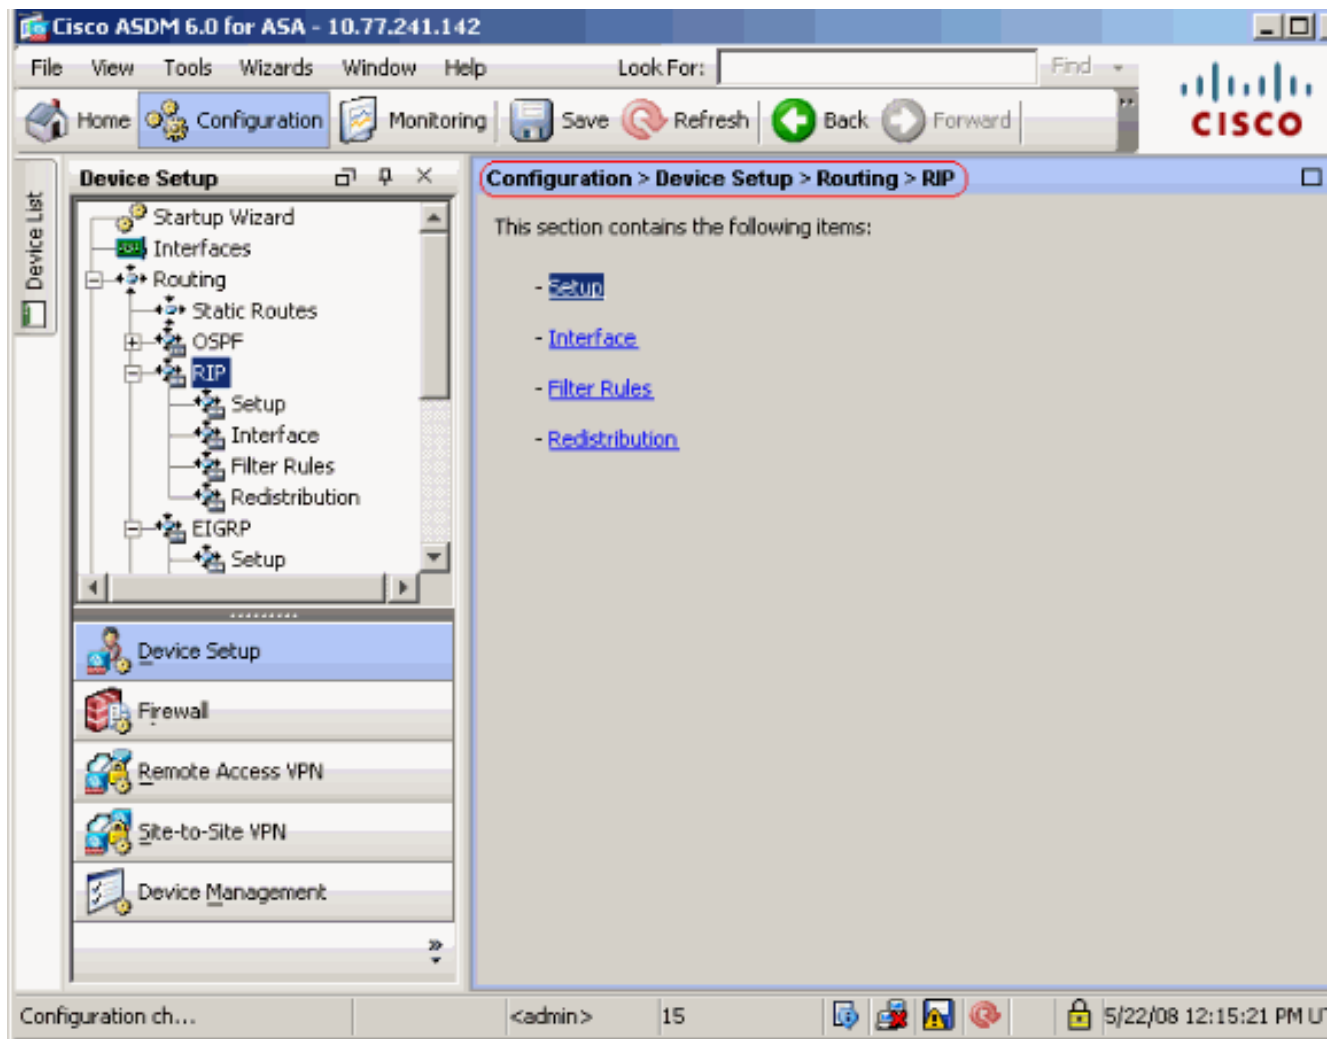 Cisco ASDM 6.0 for ASA - 10.77.241.142
File View Tools Wizards Window Help Look For: Find
Home Configuration Monitoring Save Refresh Back Forward
CISCO
Device List
Device Setup
Startup Wizard
Interfaces
Routing
Static Routes
OSPF
RIP
Setup
Interface
Filter Rules
Redistribution
EIGRP
Setup
Device Setup
Firewall
Remote Access VPN
Site-to-Site VPN
Device Management
Configuration > Device Setup > Routing > RIP
This section contains the following items:
- Setup
- Interface
- Filter Rules
- Redistribution
Configuration ch... <admin> 15 5/22/08 12:15:21 PM